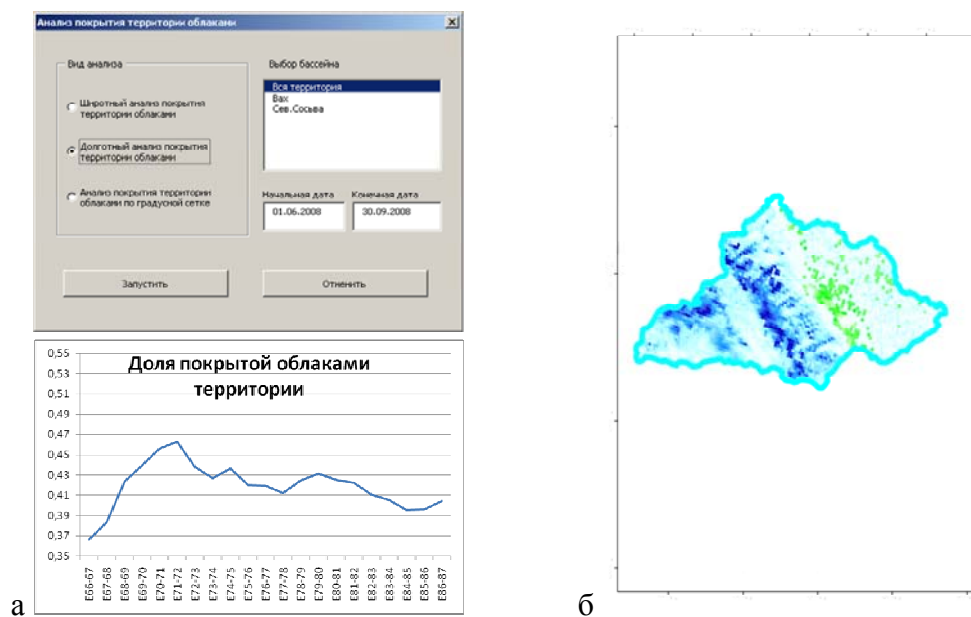 Анализ покрытия территории облаками
Вид анализа
Широтный анализ покрытия
территории облаками
Долготный анализ покрытия
территории облаками
Анализ покрытия территории
облаками по градусной сетке
Выбор бассейна
Вся территория
Вах
Сев.Сосьва
Начальная дата
Конечная дата
01.06.2008
30.09.2008
Запустить
Отменить
Доля покрытой облаками
территории
0,55
0,53
0,51
0,49
0,47
0,45
0,43
0,41
0,39
0,37
0,35
E66-67
E67-68
E68-69
E69-70
E70-71
E71-72
E72-73
E73-74
E74-75
E75-76
E76-77
E77-78
E78-79
E79-80
E80-81
E81-82
E82-83
E83-84
E84-85
E85-86
E86-87
а
б